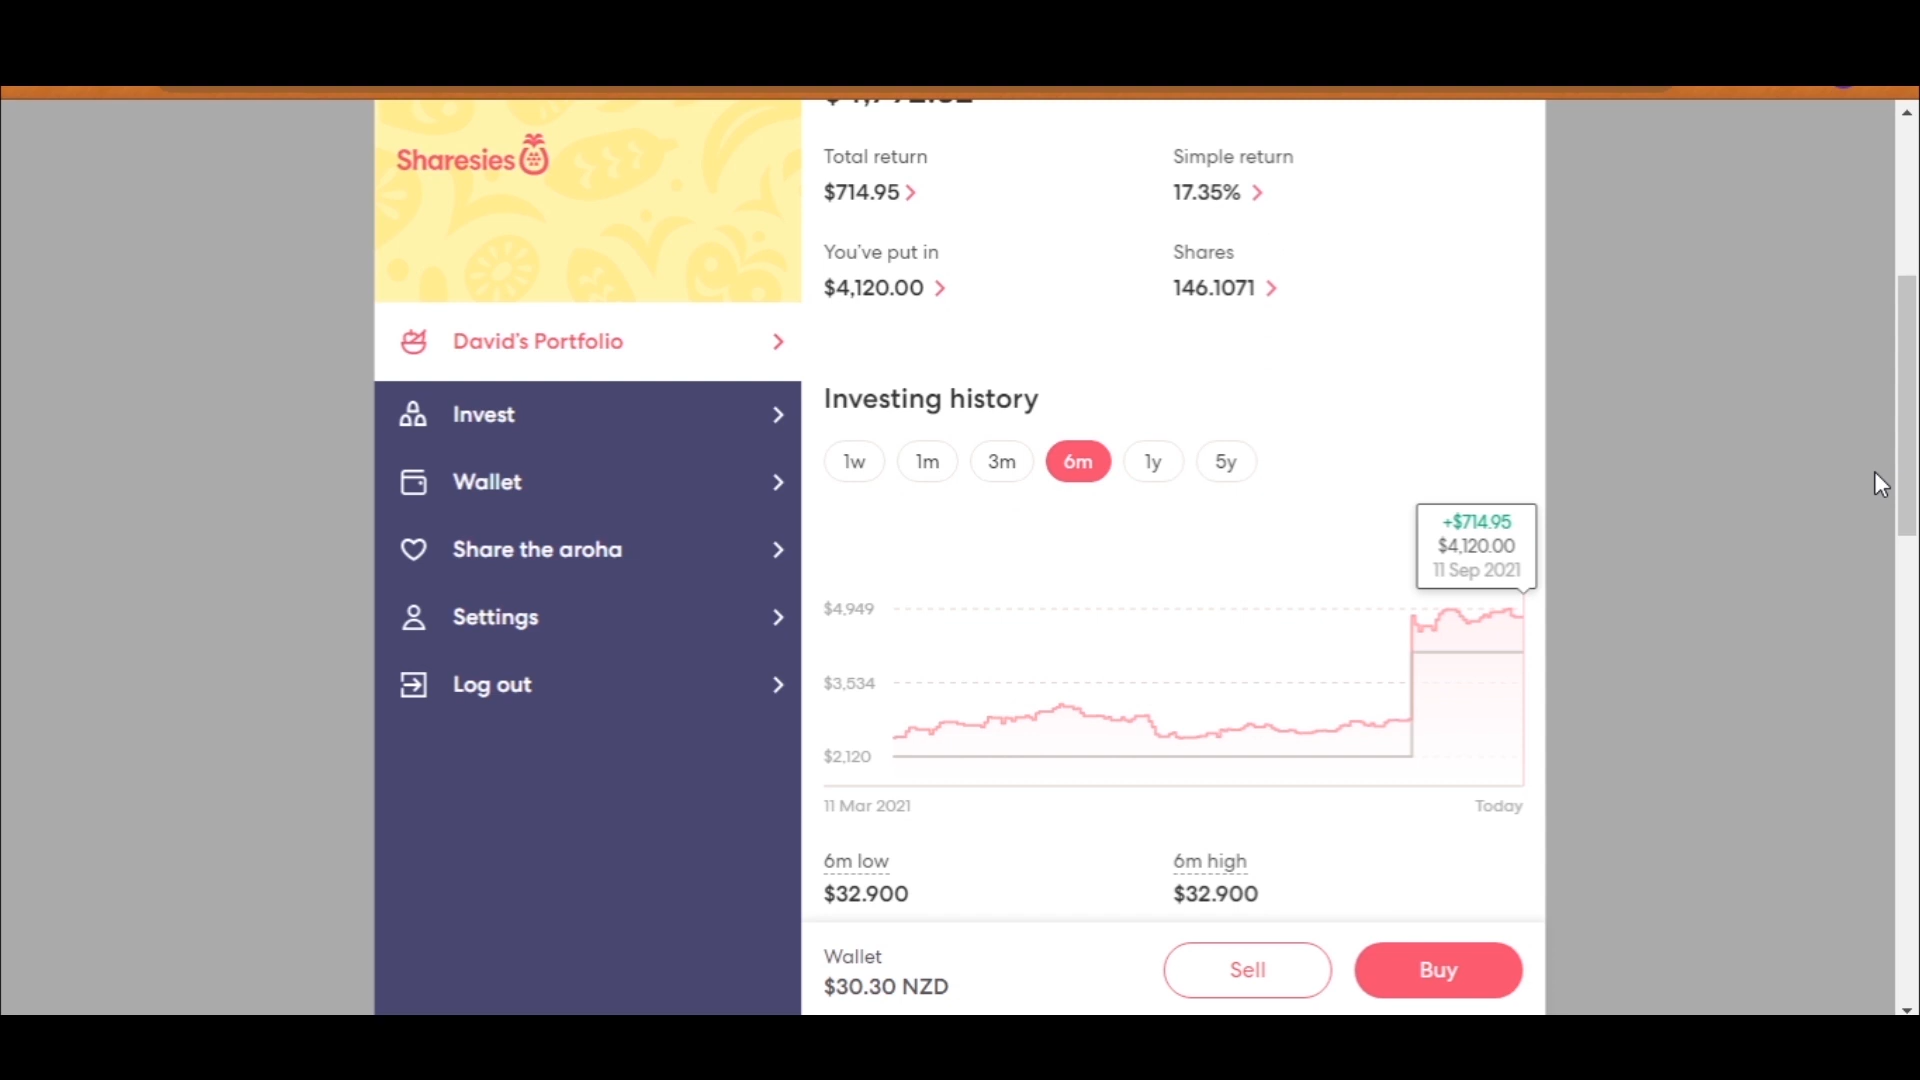 Sharesies
David's Portfolio
Invest
Wallet
Share the aroha
Settings
Log out
Total return
$714.95
Simple return
17.35%
You've put in
$4,120.00
Shares
146.1071
Investing history
1w
1m
3m
6m
1y
5y
+$714.95
$4,120.00
11 Sep 2021
$4,949
$3,534
$2,120
11 Mar 2021
Today
6m low
$32.900
6m high
$32.900
Wallet
$30.30 NZD
Sell
Buy